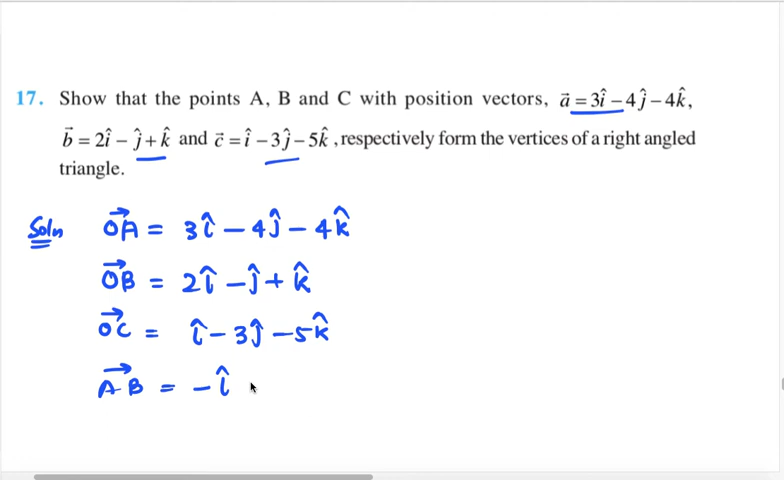 17. Show that the points A, B and C with position vectors, a⃗ = 3î − 4ĵ − 4k̂,
b⃗ = 2î − ĵ + k̂ and c⃗ = î − 3ĵ − 5k̂ , respectively form the vertices of a right angled
triangle.
Soln OA⃗ = 3î − 4ĵ − 4k̂
OB⃗ = 2î − ĵ + k̂
OC⃗ = î − 3ĵ − 5k̂
AB⃗ = − î